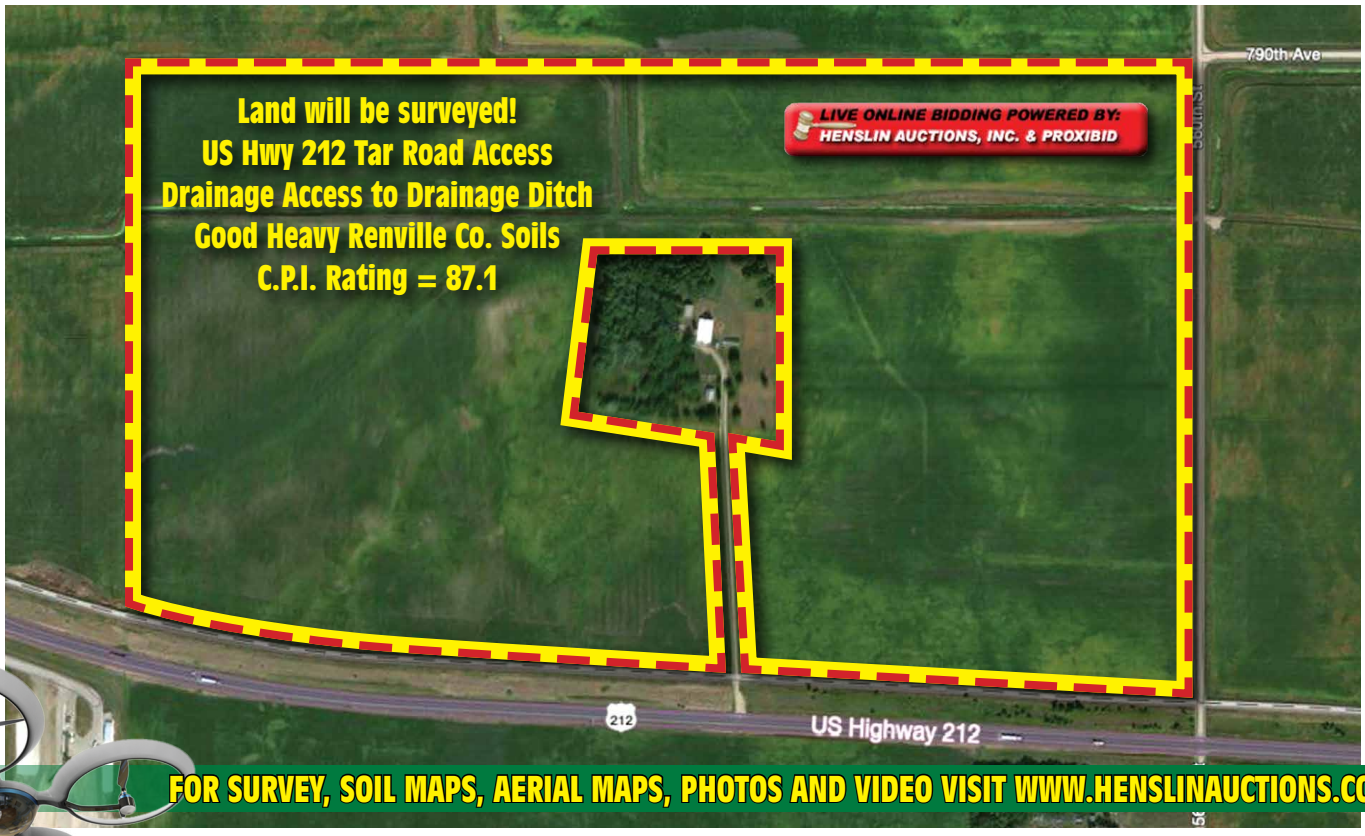 790th Ave
Land will be surveyed!
US Hwy 212 Tar Road Access
Drainage Access to Drainage Ditch
Good Heavy Renville Co. Soils
C.P.I. Rating = 87.1
LIVE ONLINE BIDDING POWERED BY:
HENSLIN AUCTIONS, INC. & PROXIBID
560th St
212
US Highway 212
FOR SURVEY, SOIL MAPS, AERIAL MAPS, PHOTOS AND VIDEO VISIT WWW.HENSLINAUCTIONS.CO